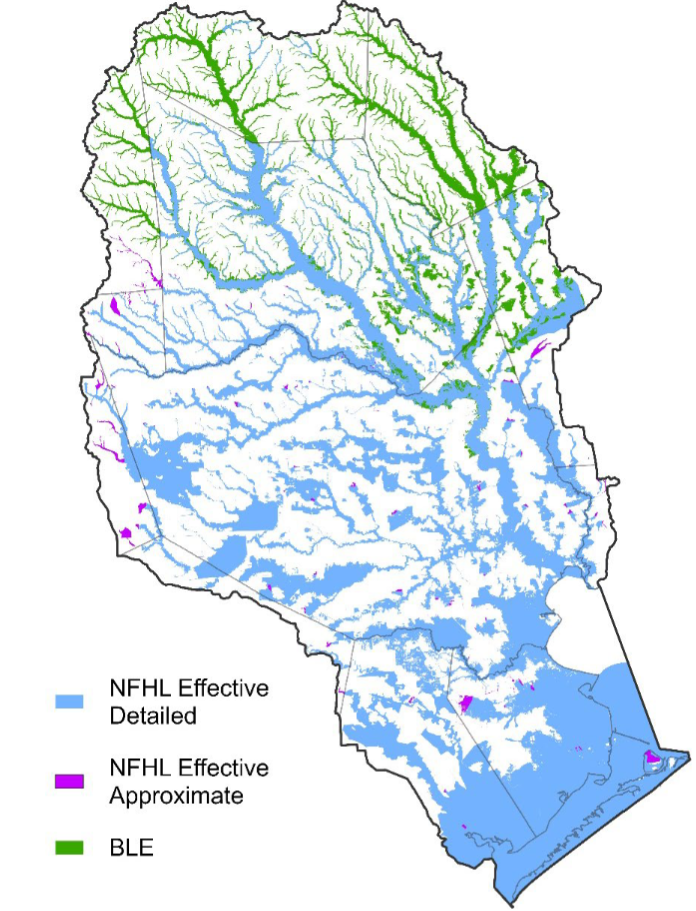 NFHL Effective
Detailed
NFHL Effective
Approximate
BLE